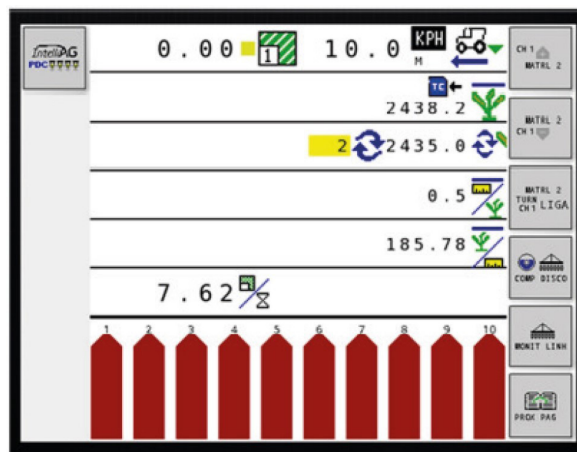 IntelliAG
PDC
0.00 1 10.0 KPH
M
TC
2438.2
2 2435.0
0.5
185.78
7.62
1 2 3 4 5 6 7 8 9 10
CH 1
MATRL 2
MATRL 2
CH 1
MATRL 2
TURN
CH1 LIGA
COMP DISCO
MONIT LINH
PROX PAG